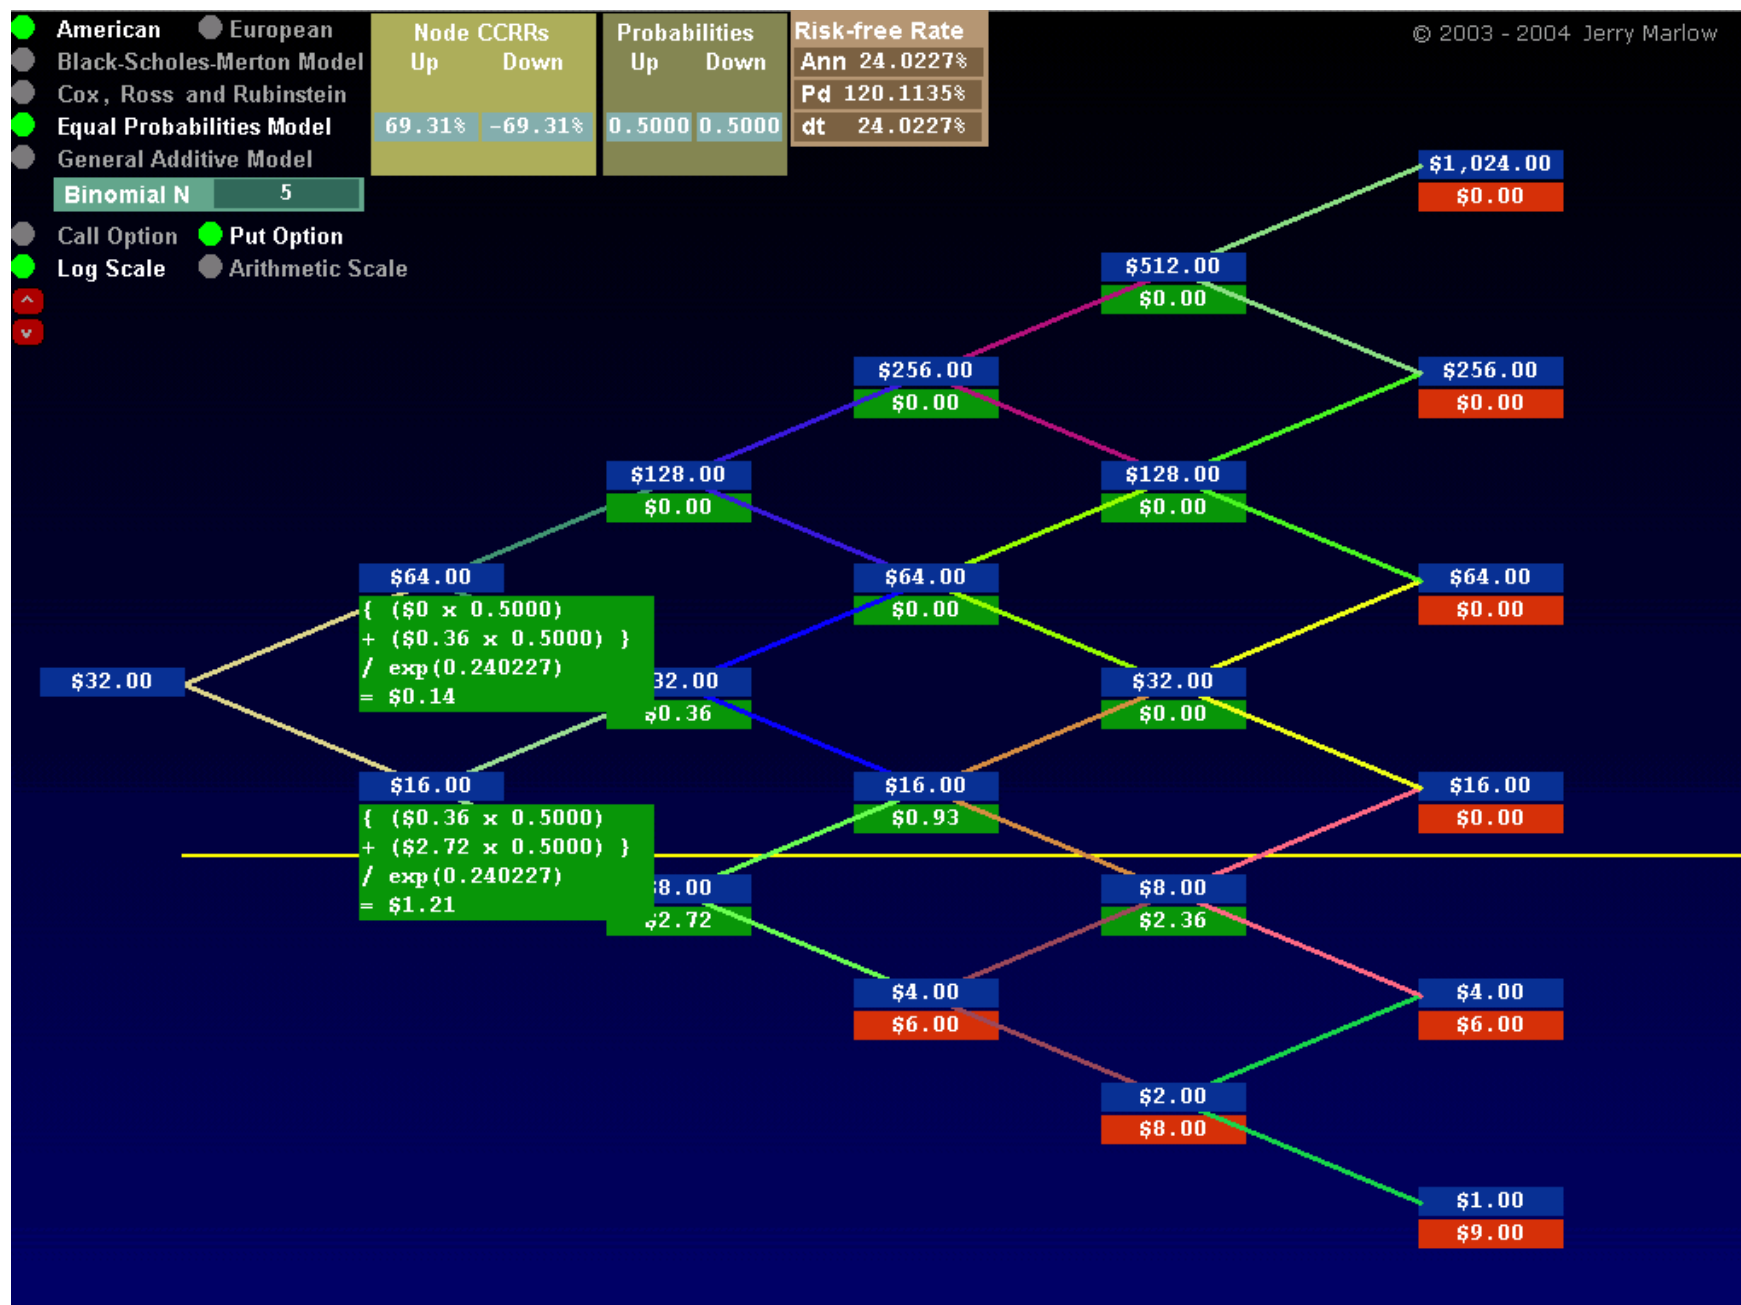 American European
Black-Scholes-Merton Model
Cox, Ross and Rubinstein
Equal Probabilities Model
General Additive Model
Binomial N 5
Call Option Put Option
Log Scale Arithmetic Scale
Node CCRRs
Up Down
69.31% -69.31%
Probabilities
Up Down
0.5000 0.5000
Risk-free Rate
Ann 24.0227%
Pd 120.1135%
dt 24.0227%
© 2003 - 2004 Jerry Marlow
$32.00
$64.00
{ ($0 x 0.5000)
+ ($0.36 x 0.5000) }
/ exp(0.240227)
= $0.14
$16.00
{ ($0.36 x 0.5000)
+ ($2.72 x 0.5000) }
/ exp(0.240227)
= $1.21
$128.00
$0.00
32.00
$0.36
8.00
2.72
$256.00
$0.00
$64.00
$0.00
$16.00
$0.93
$4.00
$6.00
$512.00
$0.00
$128.00
$0.00
$32.00
$0.00
$8.00
$2.36
$2.00
$8.00
$1,024.00
$0.00
$256.00
$0.00
$64.00
$0.00
$16.00
$0.00
$4.00
$6.00
$1.00
$9.00